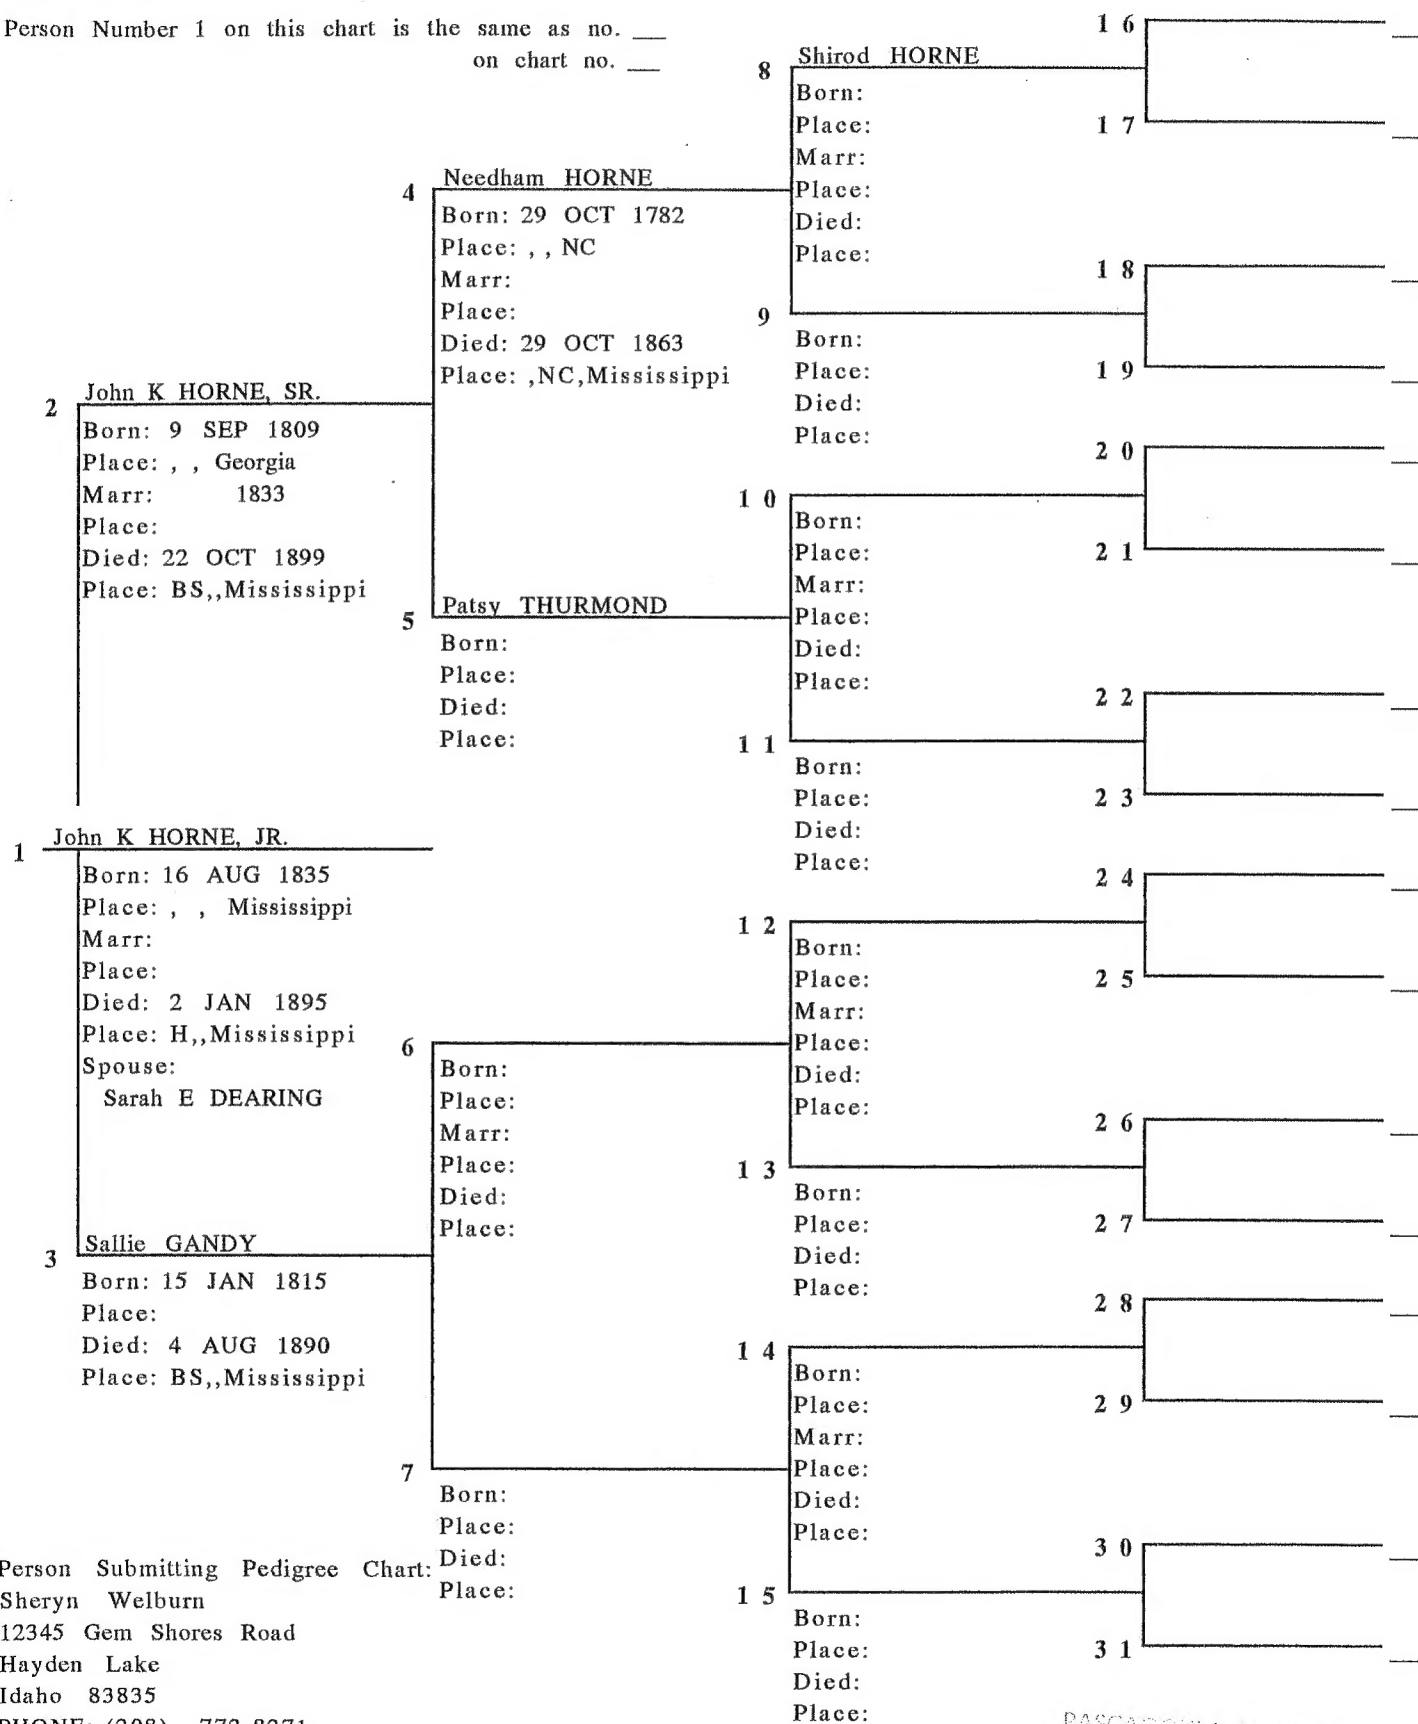 Person Number 1 on this chart is the same as no. ___
on chart no. ___
16
8 Shirod HORNE
Born:
Place:
17
Marr:
Place:
Died:
Place:
4 Needham HORNE
Born: 29 OCT 1782
Place: , , NC
Marr:
Place:
Died: 29 OCT 1863
Place: ,NC,Mississippi
18
9
Born:
Place:
Died:
Place:
19
2 John K HORNE, SR.
Born: 9 SEP 1809
Place: , , Georgia
Marr: 1833
Place:
Died: 22 OCT 1899
Place: BS,,Mississippi
20
10
Born:
Place:
Marr:
Place:
Died:
Place:
21
5 Patsy THURMOND
Born:
Place:
Died:
Place:
22
11
Born:
Place:
Died:
Place:
23
1 John K HORNE, JR.
Born: 16 AUG 1835
Place: , , Mississippi
Marr:
Place:
Died: 2 JAN 1895
Place: H,,Mississippi
Spouse:
Sarah E DEARING
24
12
Born:
Place:
Marr:
Place:
Died:
Place:
25
6
Born:
Place:
Marr:
Place:
Died:
Place:
26
13
Born:
Place:
Died:
Place:
27
3 Sallie GANDY
Born: 15 JAN 1815
Place:
Died: 4 AUG 1890
Place: BS,,Mississippi
28
14
Born:
Place:
Marr:
Place:
Died:
Place:
29
7
Born:
Place:
Died:
Place:
30
15
Born:
Place:
Died:
Place:
31
Person Submitting Pedigree Chart:
Sheryn Welburn
12345 Gem Shores Road
Hayden Lake
Idaho 83835
PHONE: (208)